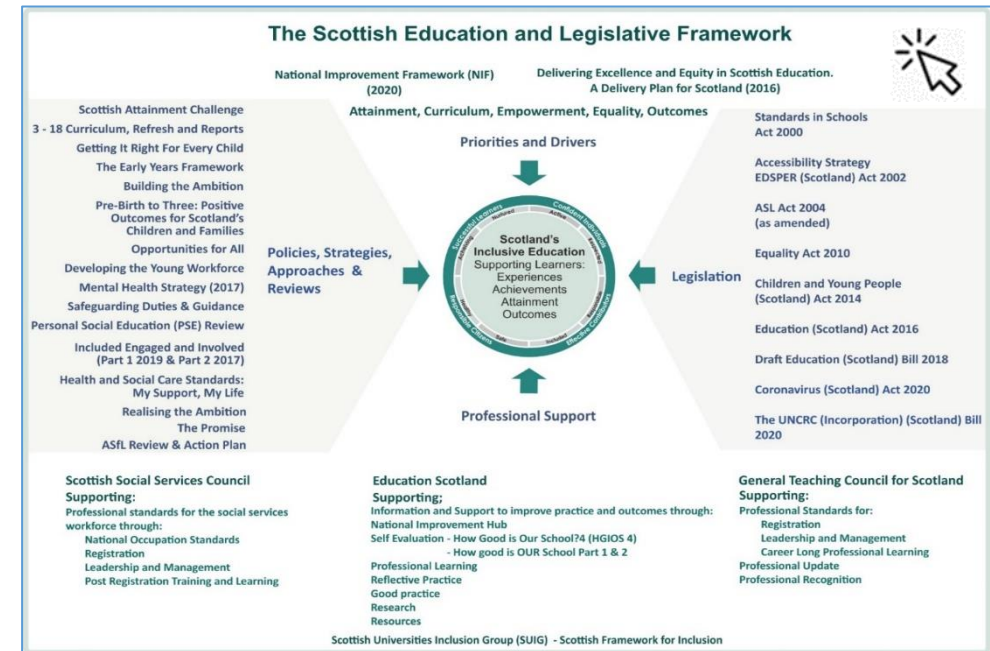 The Scottish Education and Legislative Framework
National Improvement Framework (NIF)
(2020)
Delivering Excellence and Equity in Scottish Education.
A Delivery Plan for Scotland (2016)
Attainment, Curriculum, Empowerment, Equality, Outcomes
Priorities and Drivers
Scottish Attainment Challenge
3 - 18 Curriculum, Refresh and Reports
Getting It Right For Every Child
The Early Years Framework
Building the Ambition
Pre-Birth to Three: Positive
Outcomes for Scotland's
Children and Families
Opportunities for All
Developing the Young Workforce
Mental Health Strategy (2017)
Safeguarding Duties & Guidance
Personal Social Education (PSE) Review
Included Engaged and Involved
(Part 1 2019 & Part 2 2017)
Health and Social Care Standards:
My Support, My Life
Realising the Ambition
The Promise
ASfL Review & Action Plan
Policies, Strategies,
Approaches &
Reviews
Successful Learners
Confident Individuals
Responsible Citizens
Effective Contributors
Nurtured
Active
Respected
Responsible
Included
Safe
Healthy
Achieving
Scotland's
Inclusive Education
Supporting Learners:
Experiences
Achievements
Attainment
Outcomes
Legislation
Standards in Schools
Act 2000
Accessibility Strategy
EDSPER (Scotland) Act 2002
ASL Act 2004
(as amended)
Equality Act 2010
Children and Young People
(Scotland) Act 2014
Education (Scotland) Act 2016
Draft Education (Scotland) Bill 2018
Coronavirus (Scotland) Act 2020
The UNCRC (Incorporation) (Scotland) Bill
2020
Professional Support
Scottish Social Services Council
Supporting:
Professional standards for the social services
workforce through:
National Occupation Standards
Registration
Leadership and Management
Post Registration Training and Learning
Education Scotland
Supporting;
Information and Support to improve practice and outcomes through:
National Improvement Hub
Self Evaluation - How Good is Our School?4 (HGIOS 4)
- How good is OUR School Part 1 & 2
Professional Learning
Reflective Practice
Good practice
Research
Resources
General Teaching Council for Scotland
Supporting:
Professional Standards for:
Registration
Leadership and Management
Career Long Professional Learning
Professional Update
Professional Recognition
Scottish Universities Inclusion Group (SUIG) - Scottish Framework for Inclusion